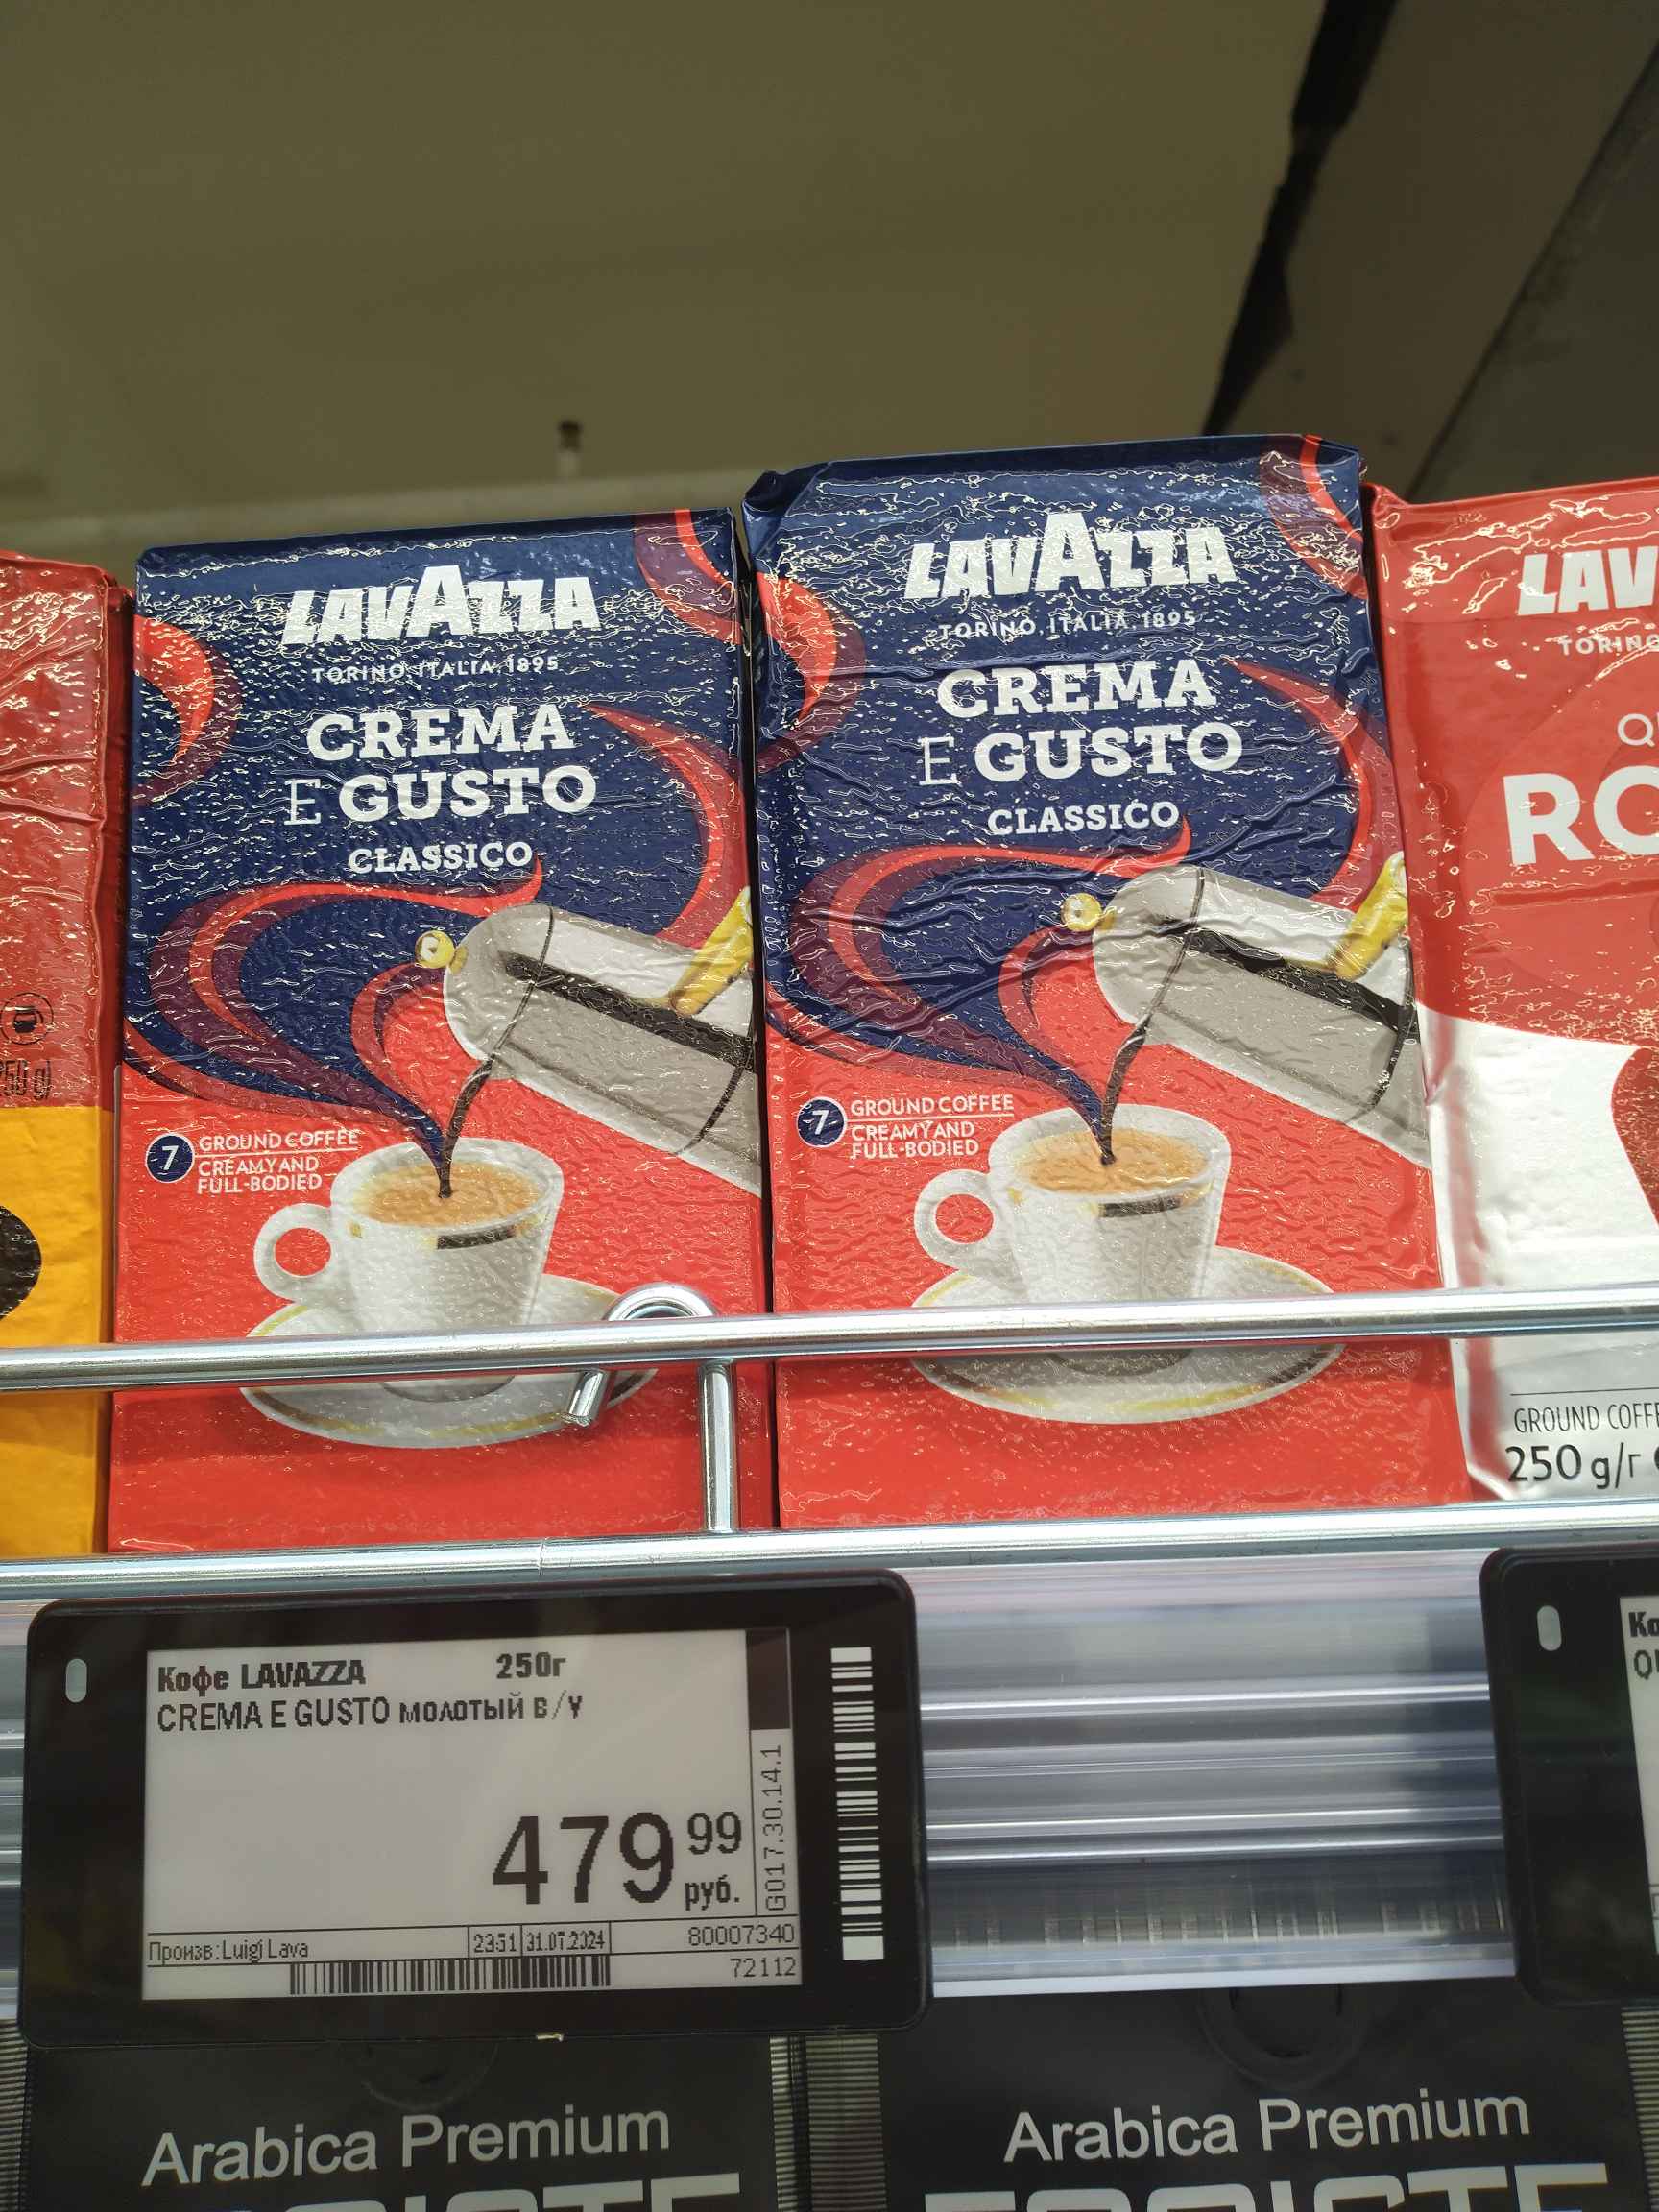 LAVAZZA
TORINO, ITALIA, 1895
CREMA
E GUSTO
CLASSICO
7 GROUND COFFEE
CREAMY AND
FULL-BODIED
LAVAZZA
TORINO, ITALIA, 1895
CREMA
E GUSTO
CLASSICO
7 GROUND COFFEE
CREAMY AND
FULL-BODIED
LAV
TORINO
RO
GROUND COFFE
250 g/г
Кофе LAVAZZA 250г
CREMA E GUSTO молотый в/у
479 99
руб.
G017.30.14.1
Произв:Luigi Lava 23:51 31.07.2024 80007340
72112
Arabica Premium
Arabica Premium